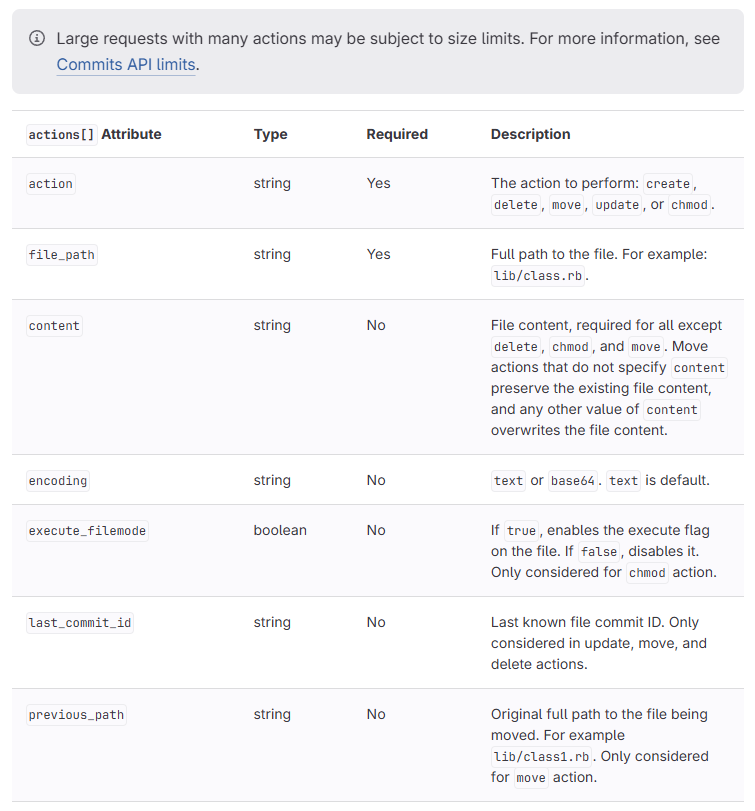 Large requests with many actions may be subject to size limits. For more information, see
Commits API limits.
actions[] Attribute Type Required Description
action string Yes The action to perform: create,
delete, move, update, or chmod.
file_path string Yes Full path to the file. For example:
lib/class.rb.
content string No File content, required for all except
delete, chmod, and move. Move
actions that do not specify content
preserve the existing file content,
and any other value of content
overwrites the file content.
encoding string No text or base64. text is default.
execute_filemode boolean No If true, enables the execute flag
on the file. If false, disables it.
Only considered for chmod action.
last_commit_id string No Last known file commit ID. Only
considered in update, move, and
delete actions.
previous_path string No Original full path to the file being
moved. For example
lib/class1.rb. Only considered
for move action.